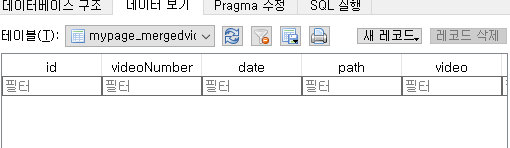 데이터베이스 구조 데이터 보기 Pragma 수정 SQL 실행
테이블(T): mypage_mergedvi 새 레코드 레코드 삭제
id videoNumber date path video
필터 필터 필터 필터 필터